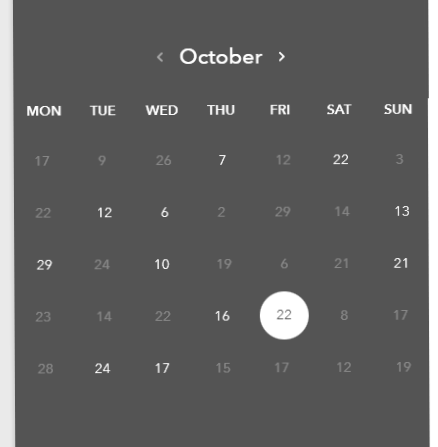 ‹ October ›
MON TUE WED THU FRI SAT SUN
17 9 26 7 12 22 3
22 12 6 2 29 14 13
29 24 10 19 6 21 21
23 14 22 16 22 8 17
28 24 17 15 17 12 19